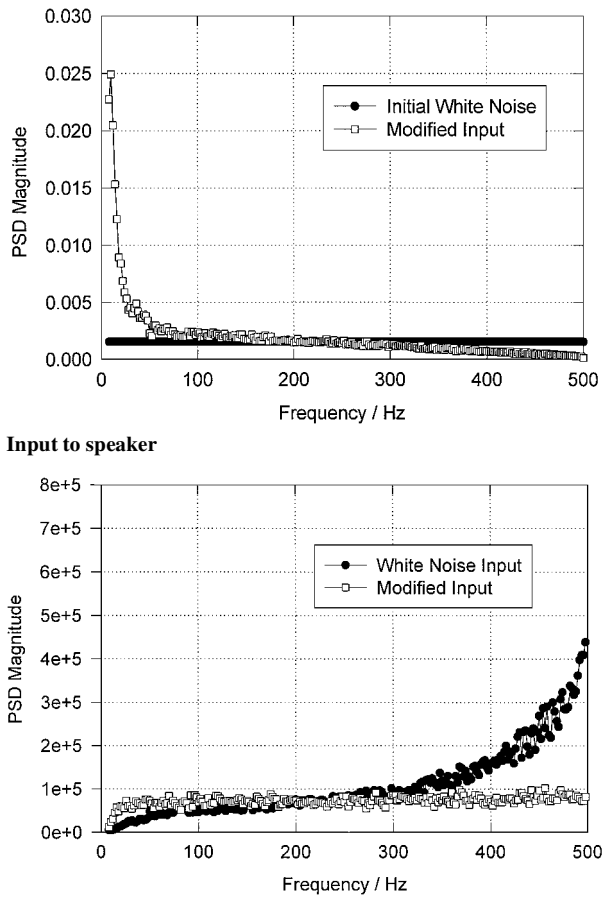 0.030
0.025
0.020
0.015
0.010
0.005
0.000
PSD Magnitude
Initial White Noise
Modified Input
0 100 200 300 400 500
Frequency / Hz
Input to speaker
8e+5
7e+5
6e+5
5e+5
4e+5
3e+5
2e+5
1e+5
0e+0
PSD Magnitude
White Noise Input
Modified Input
0 100 200 300 400 500
Frequency / Hz